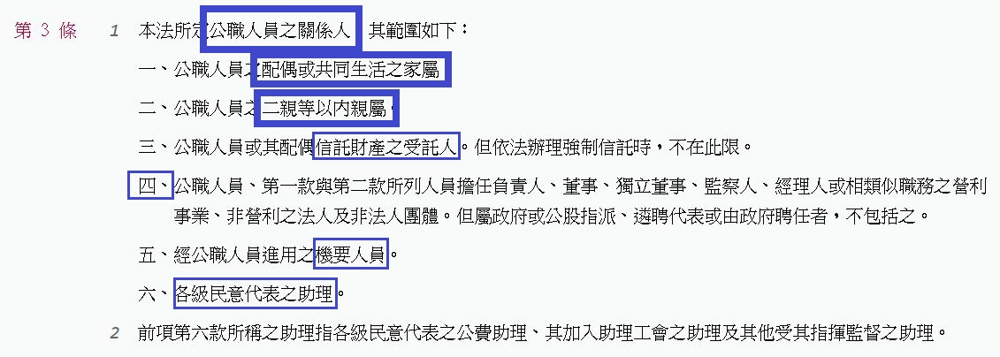 第 3 條 1 本法所定公職人員之關係人，其範圍如下：
一、公職人員之配偶或共同生活之家屬。
二、公職人員之二親等以內親屬。
三、公職人員或其配偶信託財產之受託人。但依法辦理強制信託時，不在此限。
四、公職人員、第一款與第二款所列人員擔任負責人、董事、獨立董事、監察人、經理人或相類似職務之營利
事業、非營利之法人及非法人團體。但屬政府或公股指派、遴聘代表或由政府聘任者，不包括之。
五、經公職人員進用之機要人員。
六、各級民意代表之助理。
2 前項第六款所稱之助理指各級民意代表之公費助理、其加入助理工會之助理及其他受其指揮監督之助理。